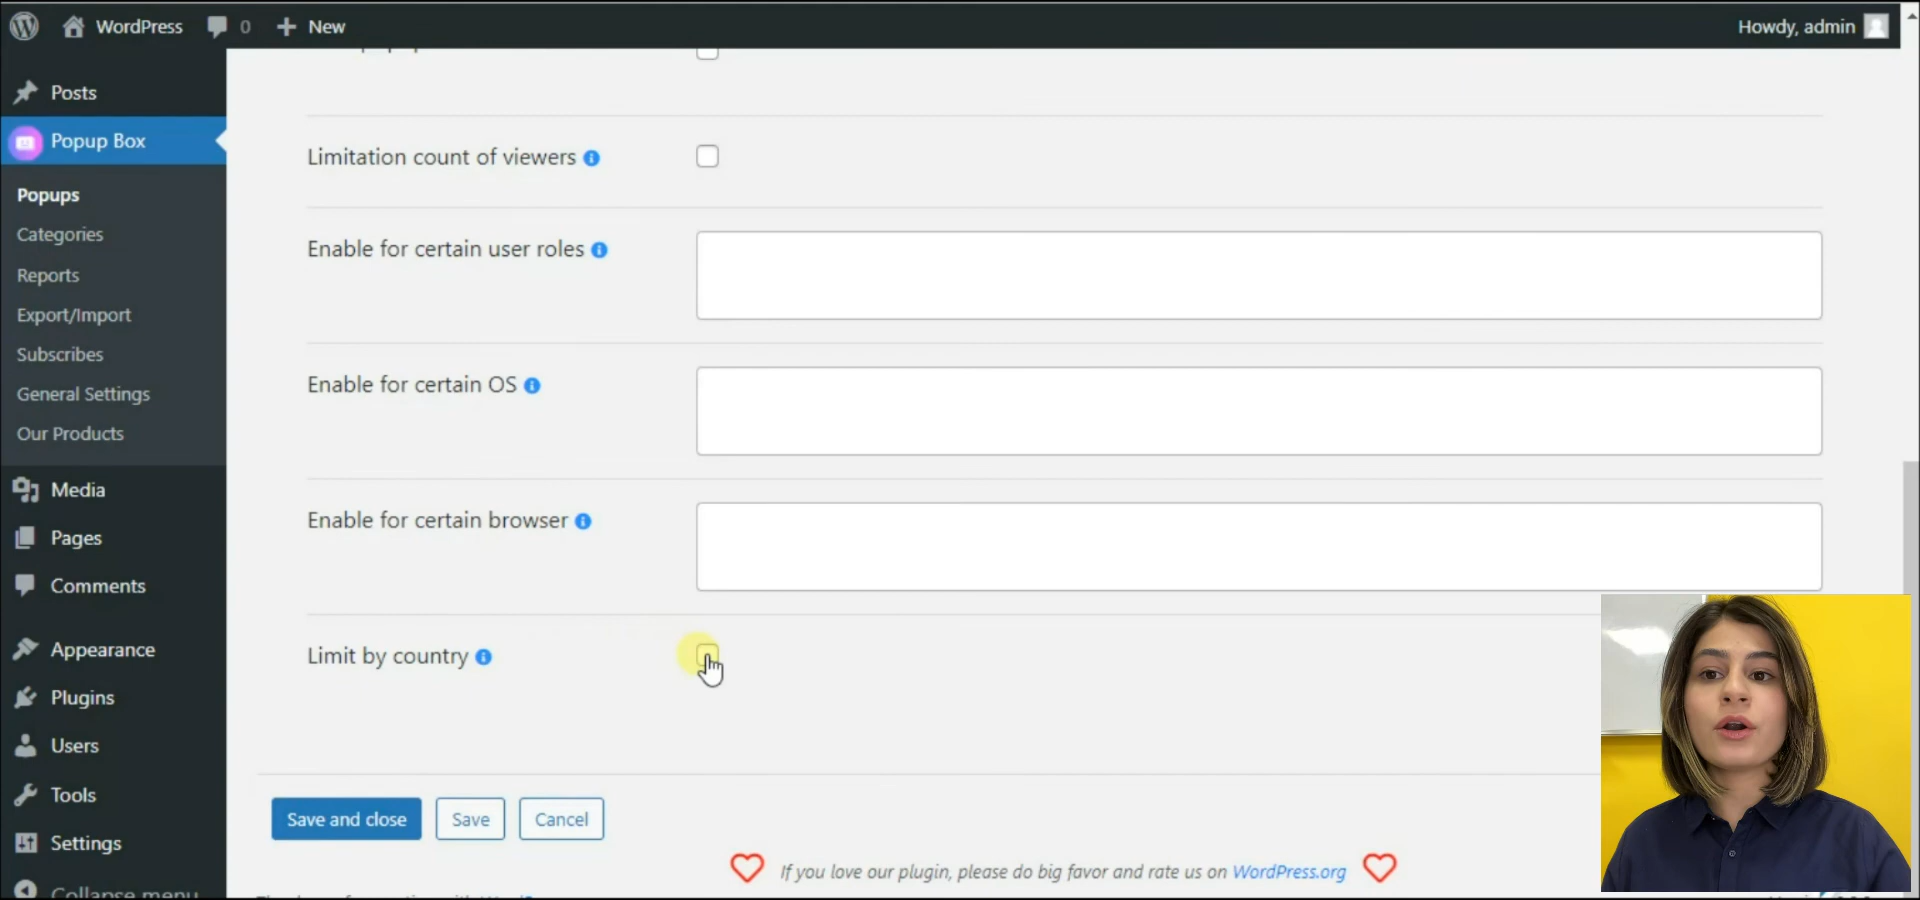 WordPress
0
New
Howdy, admin
Posts
Popup Box
Popups
Categories
Reports
Export/Import
Subscribes
General Settings
Our Products
Media
Pages
Comments
Appearance
Plugins
Users
Tools
Settings
Collapse menu
Limitation count of viewers
Enable for certain user roles
Enable for certain OS
Enable for certain browser
Limit by country
Save and close
Save
Cancel
If you love our plugin, please do big favor and rate us on WordPress.org